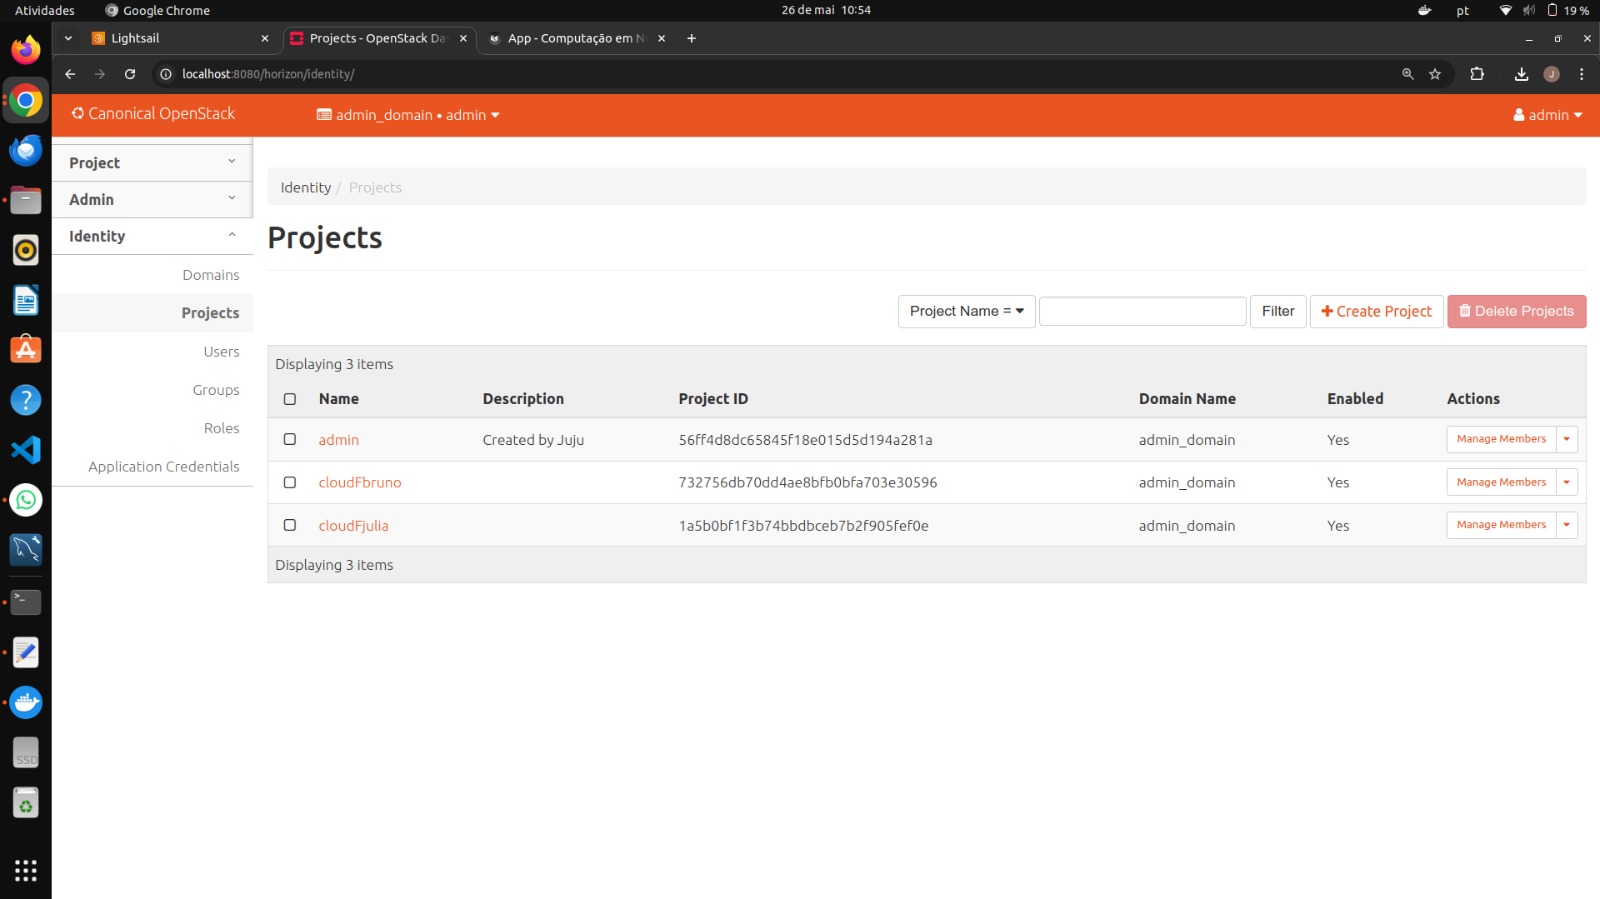 Atividades
Google Chrome
26 de mai 10:54
pt
19 %
Lightsail
Projects - OpenStack Da
App - Computação em N
localhost:8080/horizon/identity/
J
Canonical OpenStack
admin_domain • admin
admin
Project
Admin
Identity
Domains
Projects
Users
Groups
Roles
Application Credentials
Identity / Projects
Projects
Project Name =
Filter
Create Project
Delete Projects
Displaying 3 items
Name Description Project ID Domain Name Enabled Actions
admin Created by Juju 56ff4d8dc65845f18e015d5d194a281a admin_domain Yes Manage Members
cloudFbruno 732756db70dd4ae8bfb0bfa703e30596 admin_domain Yes Manage Members
cloudFjulia 1a5b0bf1f3b74bbdbceb7b2f905fef0e admin_domain Yes Manage Members
Displaying 3 items
SSD